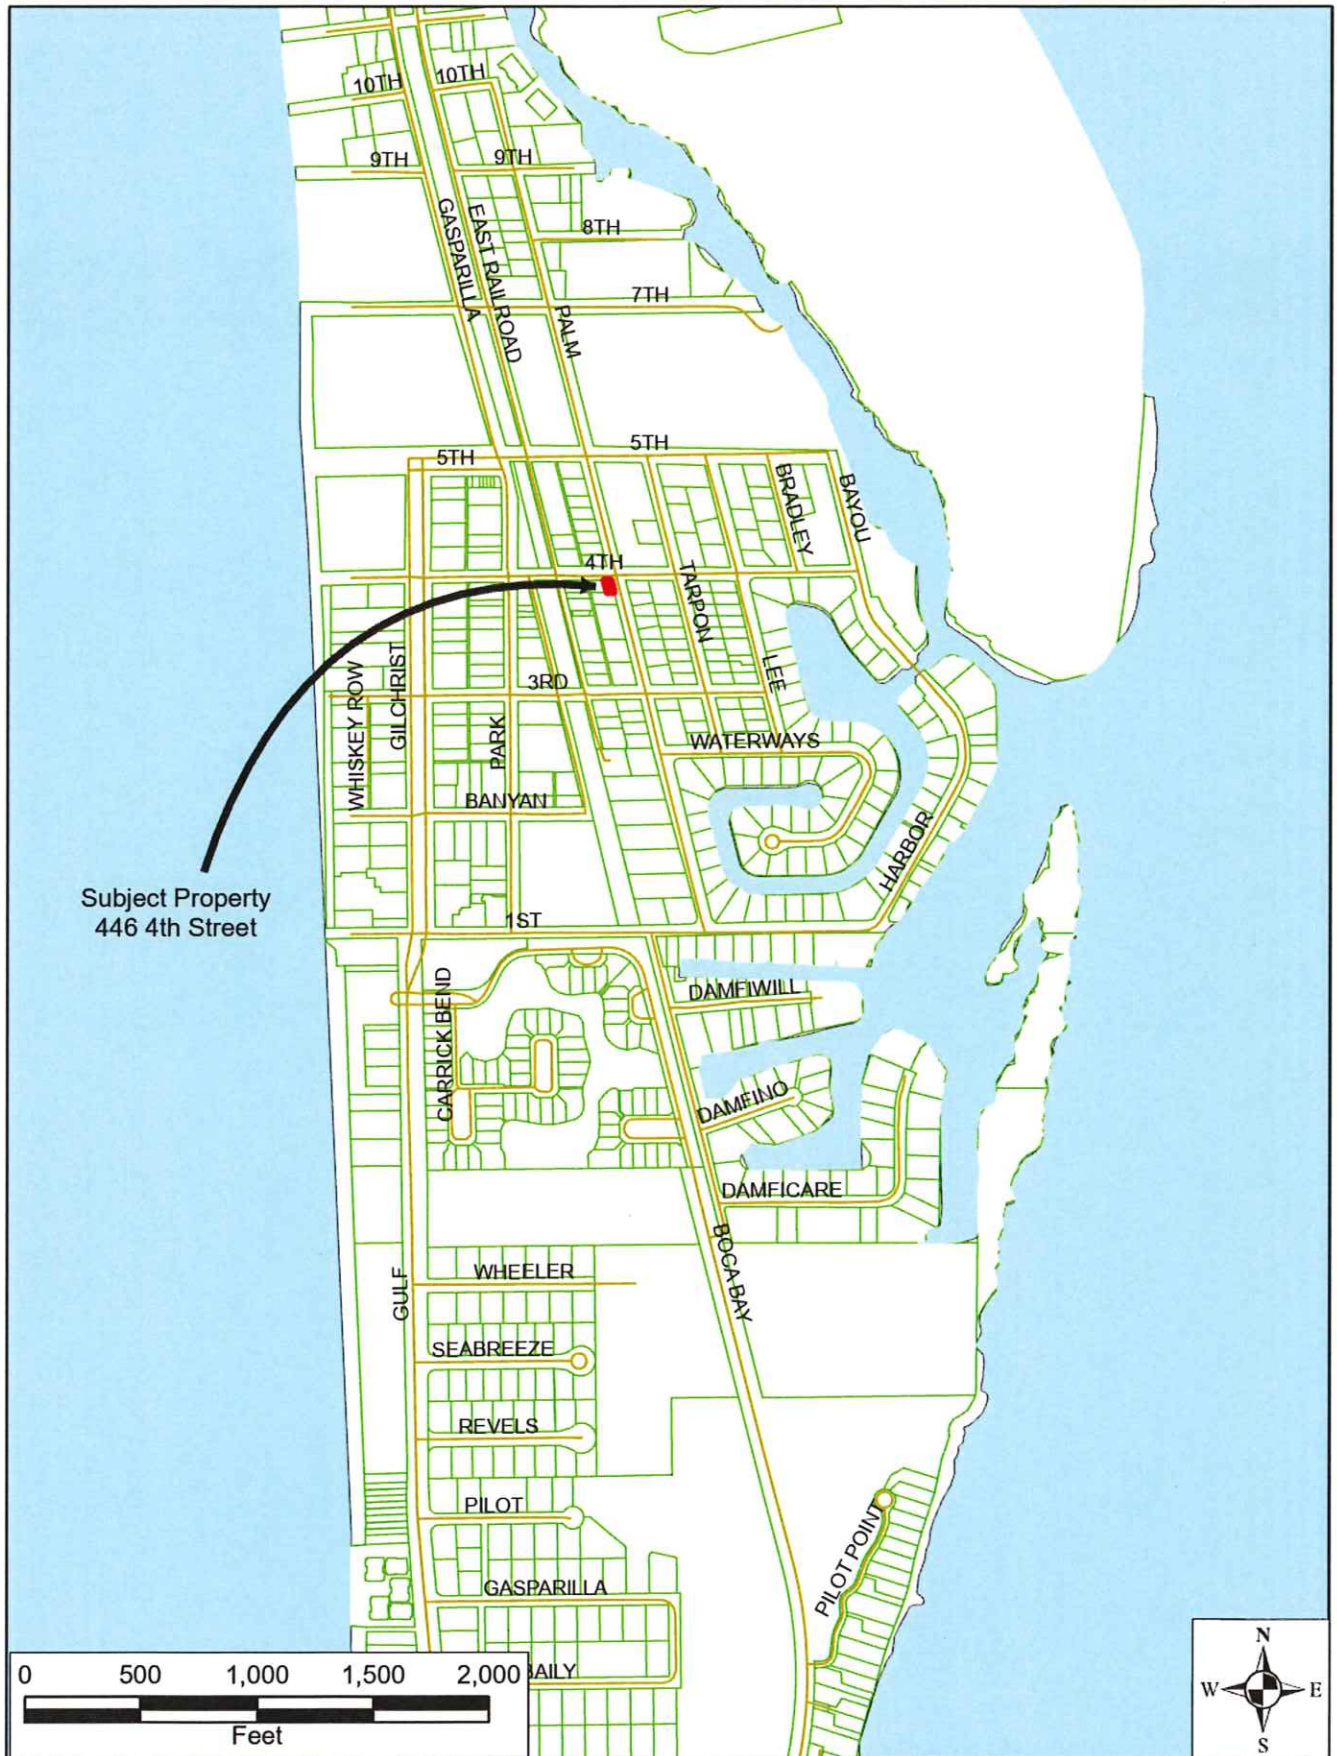 10TH
10TH
9TH
9TH
GASPARILLA
EAST RAILROAD
8TH
7TH
PALM
5TH
5TH
BRADLEY
BAYOU
4TH
TARPON
LEE
WHISKEY ROW
GILCHRIST
3RD
PARK
WATERWAYS
BANYAN
HARBOR
Subject Property
446 4th Street
1ST
CARRICK BEND
DAMFIWILL
DAMFINO
DAMFICARE
BOCA BAY
GULF
WHEELER
SEABREEZE
REVELS
PILOT
PILOT POINT
GASPARILLA
BAILY
0 500 1,000 1,500 2,000
Feet
N
W E
S